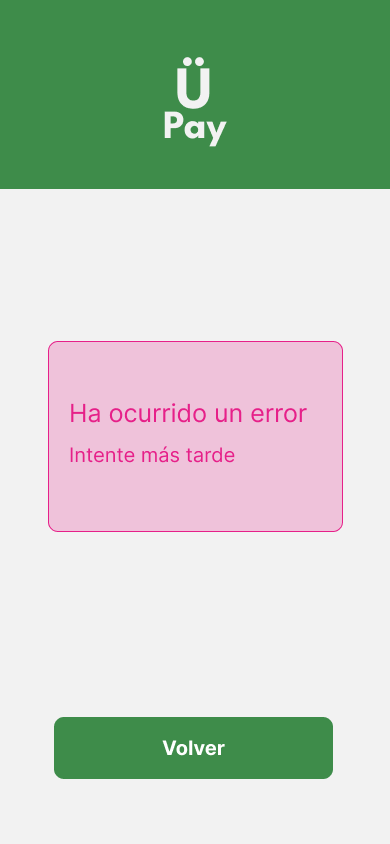 Ü
Pay
Ha ocurrido un error
Intente más tarde
Volver